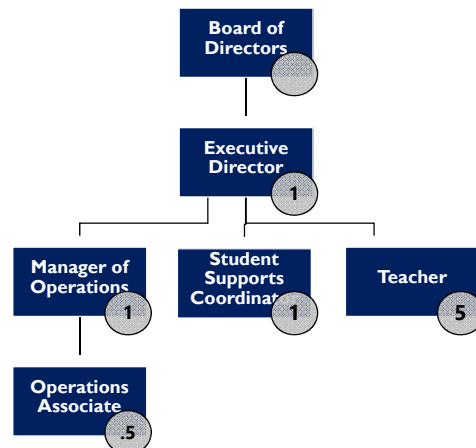 Board of
Directors
Executive
Director
1
Manager of
Operations
1
Student
Supports
Coordinator
1
Teacher
5
Operations
Associate
.5